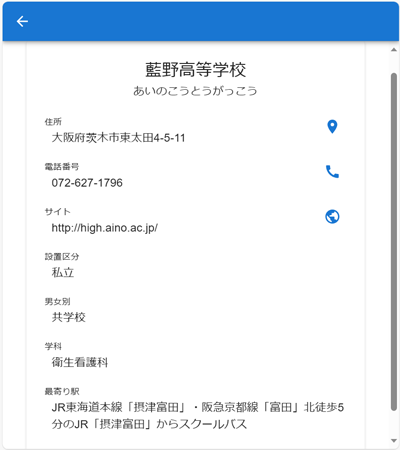 藍野高等学校
あいのこうとうがっこう
住所
大阪府茨木市東太田4-5-11
電話番号
072-627-1796
サイト
http://high.aino.ac.jp/
設置区分
私立
男女別
共学校
学科
衛生看護科
最寄り駅
JR東海道本線「摂津富田」・阪急京都線「富田」北徒歩5
分のJR「摂津富田」からスクールバス